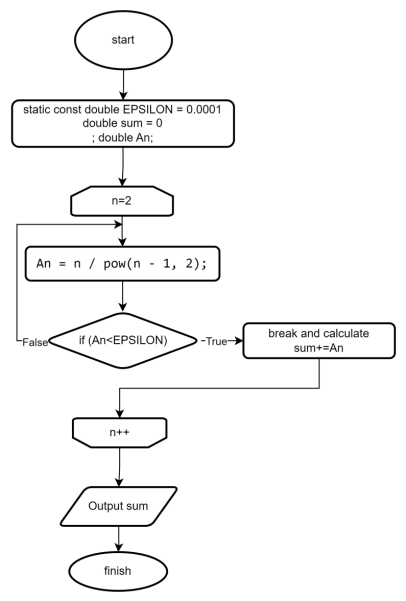 start
static const double EPSILON = 0.0001
double sum = 0
; double An;
n=2
An = n / pow(n - 1, 2);
if (An<EPSILON)
False
True
break and calculate
sum+=An
n++
Output sum
finish